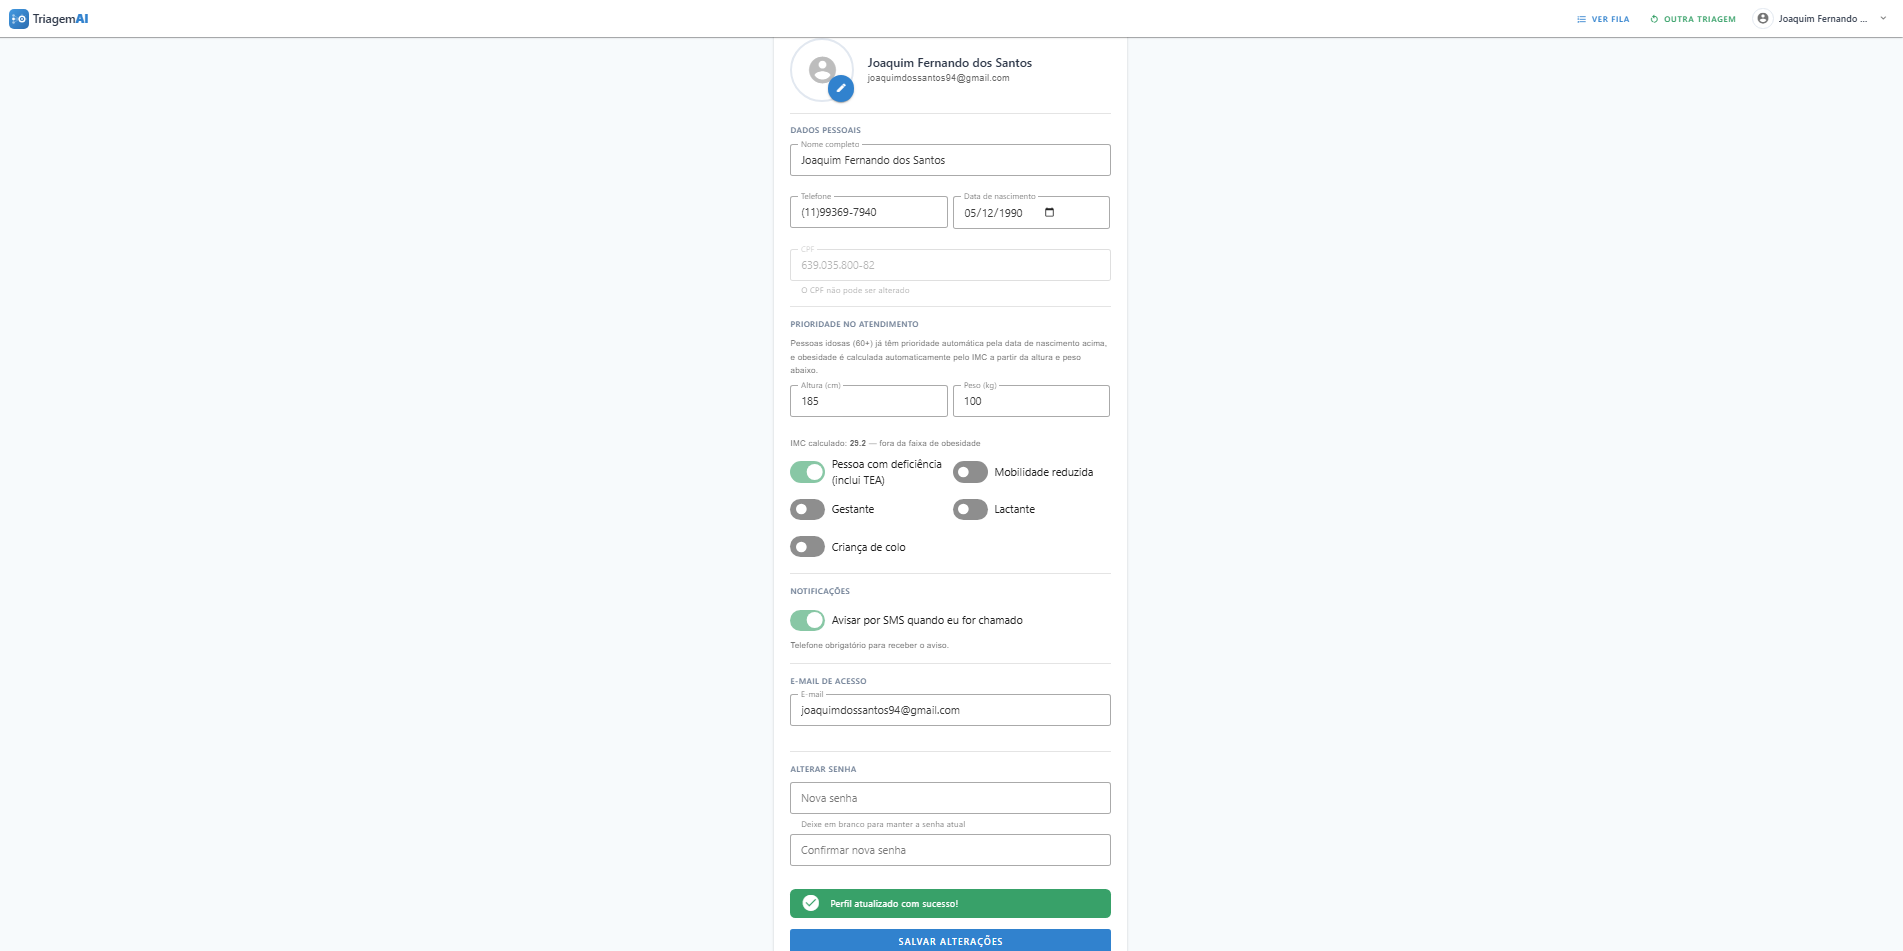 TriagemAI
VER FILA
OUTRA TRIAGEM
Joaquim Fernando ...
Joaquim Fernando dos Santos
joaquimdossantos94@gmail.com
DADOS PESSOAIS
Nome completo
Joaquim Fernando dos Santos
Telefone
(11)99369-7940
Data de nascimento
05/12/1990
CPF
639.035.800-82
O CPF não pode ser alterado
PRIORIDADE NO ATENDIMENTO
Pessoas idosas (60+) já têm prioridade automática pela data de nascimento acima,
e obesidade é calculada automaticamente pelo IMC a partir da altura e peso
abaixo.
Altura (cm)
185
Peso (kg)
100
IMC calculado: 29.2 — fora da faixa de obesidade
Pessoa com deficiência
(inclui TEA)
Mobilidade reduzida
Gestante
Lactante
Criança de colo
NOTIFICAÇÕES
Avisar por SMS quando eu for chamado
Telefone obrigatório para receber o aviso.
E-MAIL DE ACESSO
E-mail
joaquimdossantos94@gmail.com
ALTERAR SENHA
Nova senha
Deixe em branco para manter a senha atual
Confirmar nova senha
Perfil atualizado com sucesso!
SALVAR ALTERAÇÕES